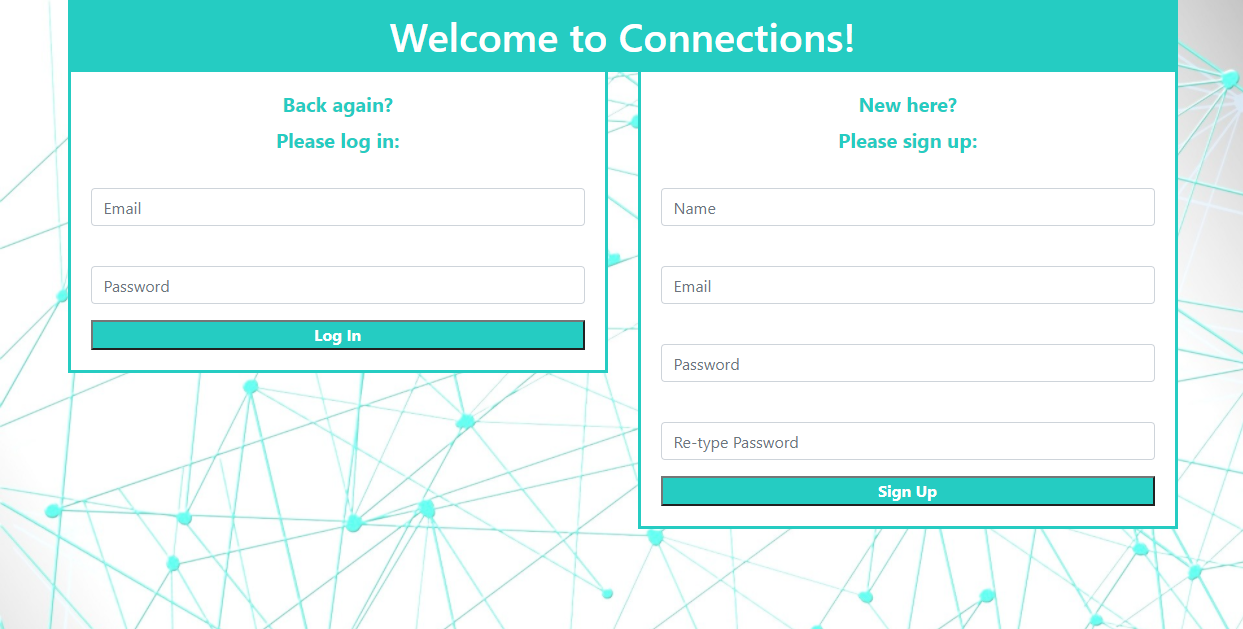 Welcome to Connections!
Back again?
Please log in:
Email
Password
Log In
New here?
Please sign up:
Name
Email
Password
Re-type Password
Sign Up